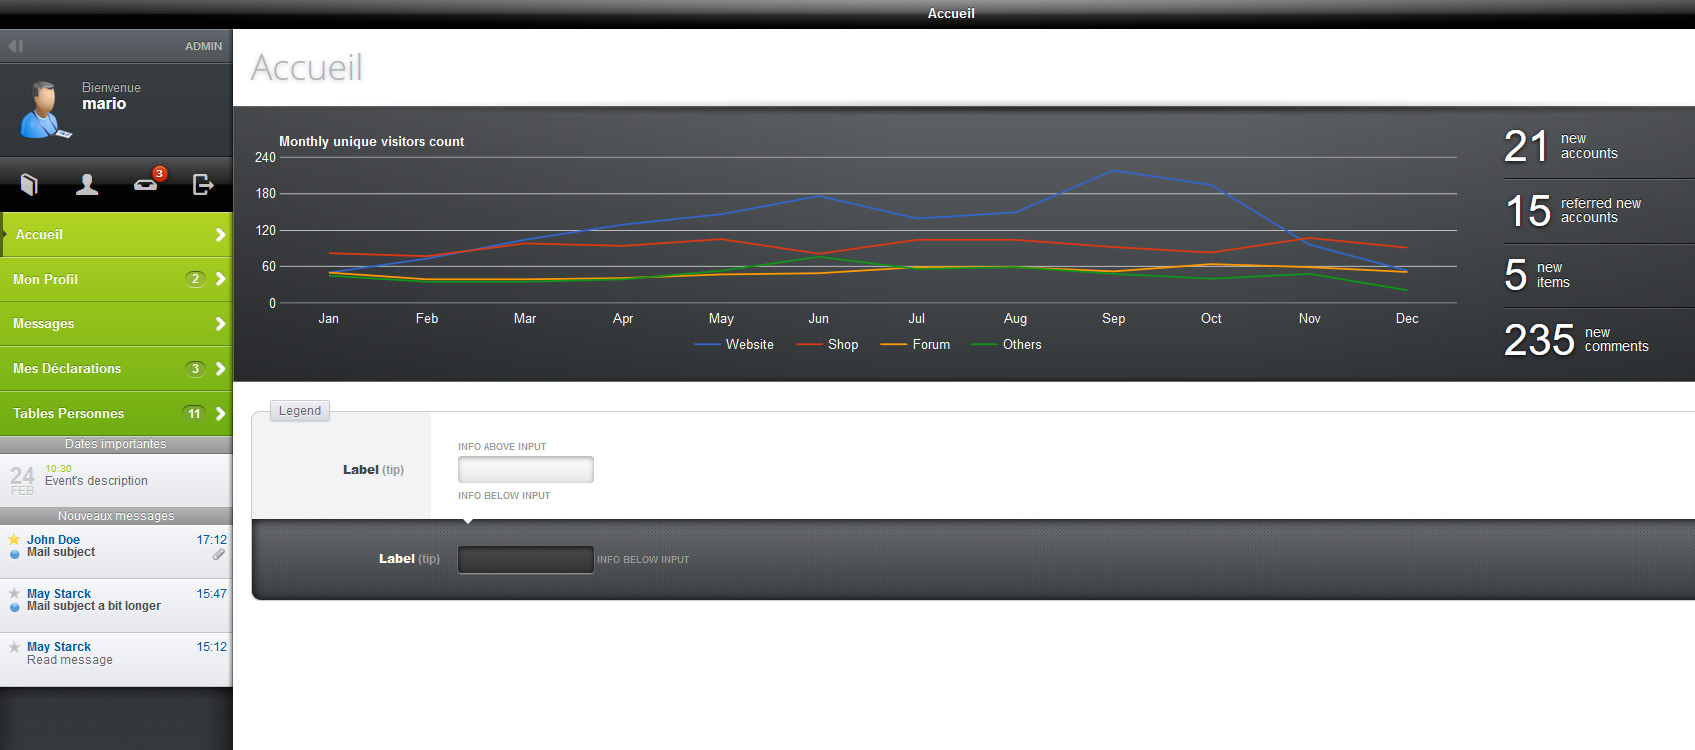 Accueil
ADMIN
Bienvenue
mario
3
Accueil
Mon Profil 2
Messages
Mes Déclarations 3
Tables Personnes 11
Dates importantes
24 10:30
FEB Event's description
Nouveaux messages
John Doe 17:12
Mail subject
May Starck 15:47
Mail subject a bit longer
May Starck 15:12
Read message
Accueil
Monthly unique visitors count
240
180
120
60
0
Jan Feb Mar Apr May Jun Jul Aug Sep Oct Nov Dec
Website Shop Forum Others
21 new
accounts
15 referred new
accounts
5 new
items
235 new
comments
Legend
INFO ABOVE INPUT
Label (tip)
INFO BELOW INPUT
Label (tip) INFO BELOW INPUT